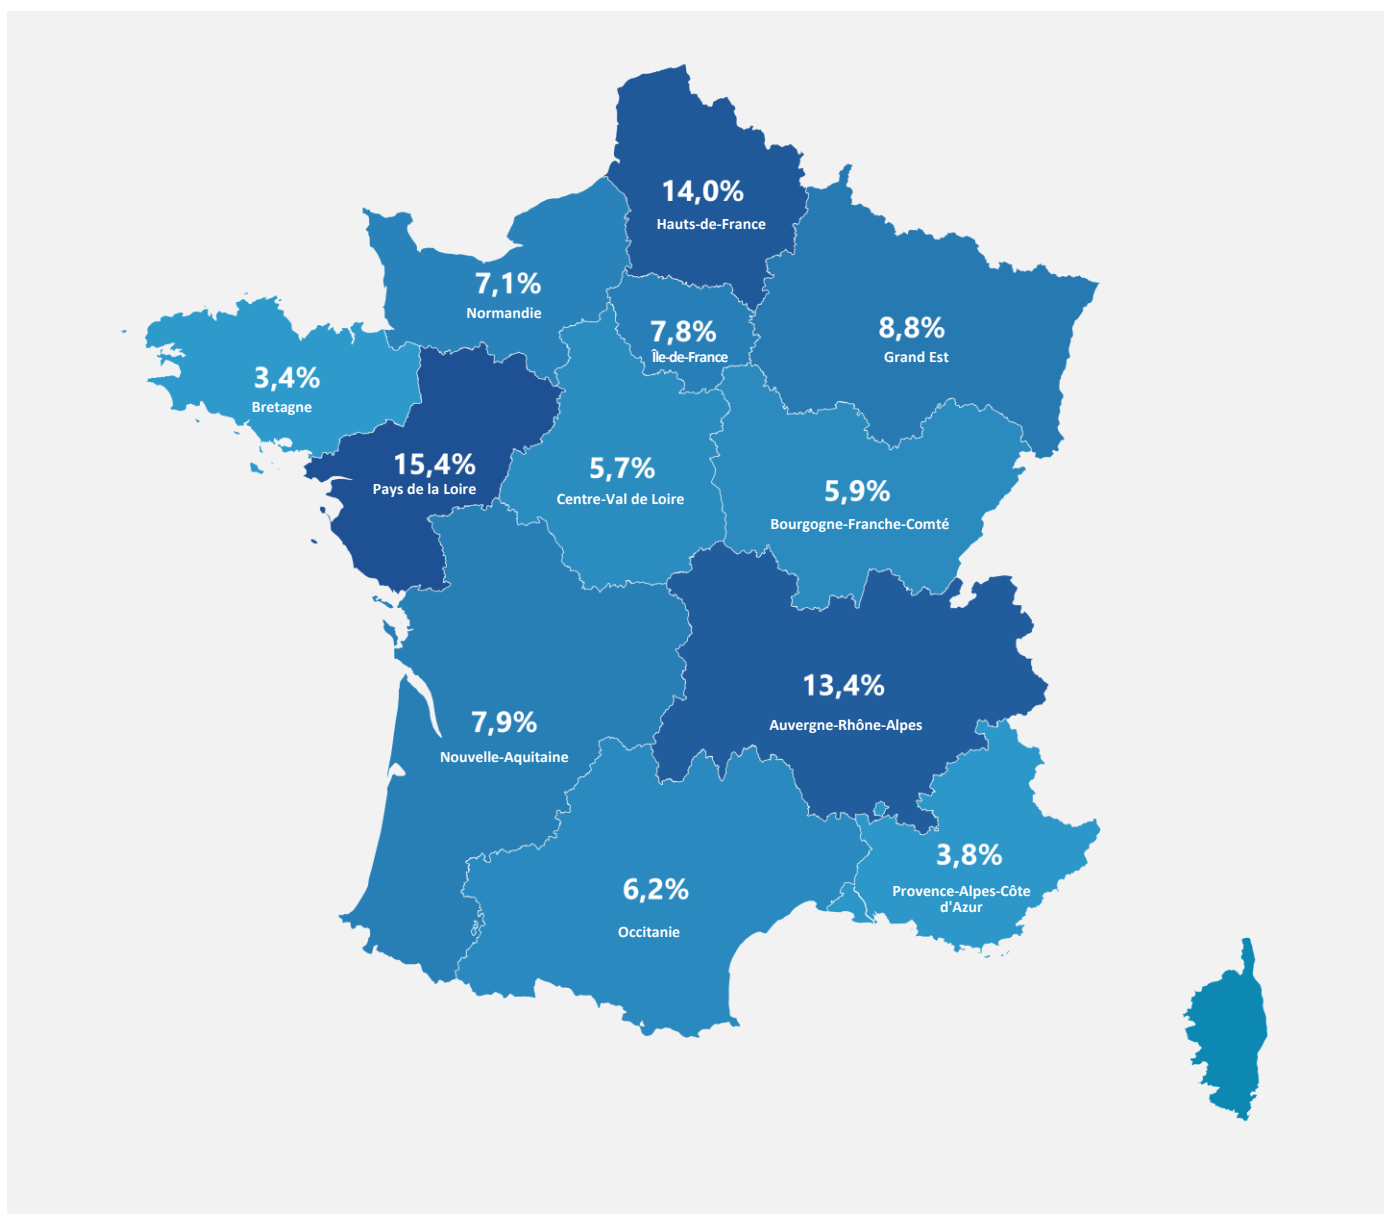 14,0%
Hauts-de-France
7,1%
Normandie
7,8%
Île-de-France
8,8%
Grand Est
3,4%
Bretagne
15,4%
Pays de la Loire
5,7%
Centre-Val de Loire
5,9%
Bourgogne-Franche-Comté
13,4%
Auvergne-Rhône-Alpes
7,9%
Nouvelle-Aquitaine
3,8%
Provence-Alpes-Côte
d'Azur
6,2%
Occitanie